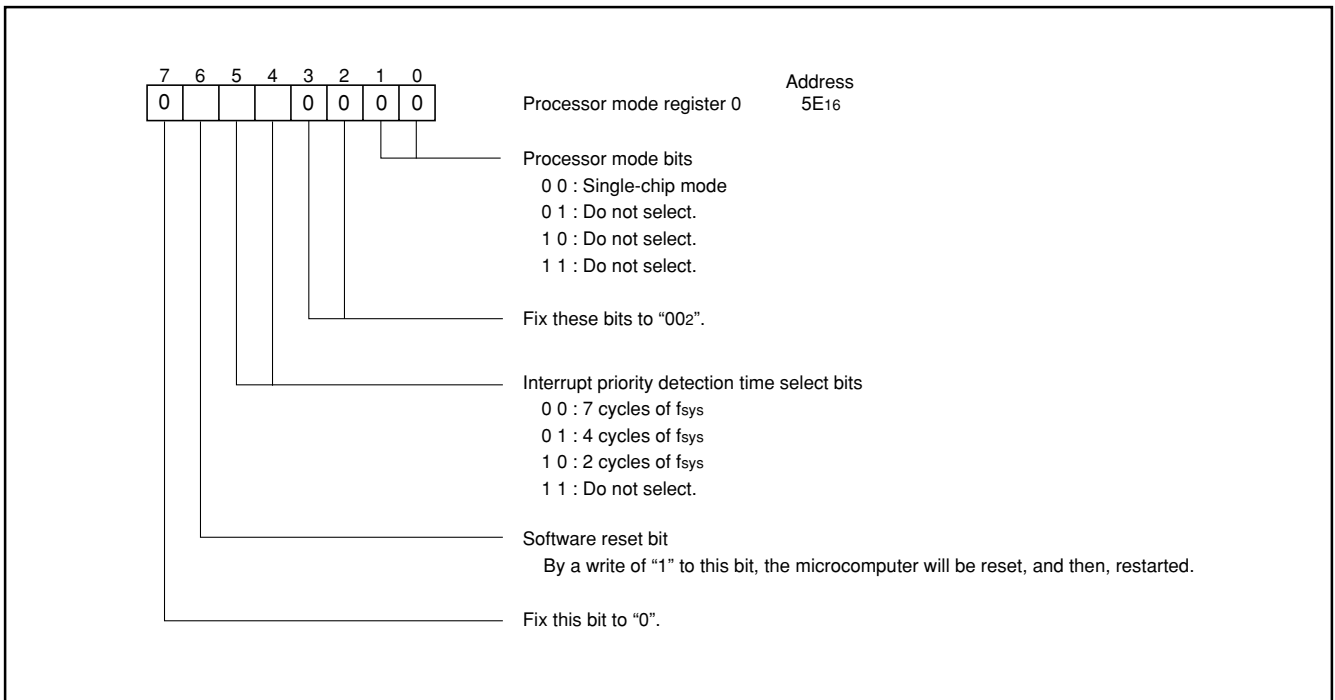 7 6 5 4 3 2 1 0
Address
0 0 0 0 0
Processor mode register 0
5E16
Processor mode bits
0 0 : Single-chip mode
0 1 : Do not select.
1 0 : Do not select.
1 1 : Do not select.
Fix these bits to “002”.
Interrupt priority detection time select bits
0 0 : 7 cycles of fsys
0 1 : 4 cycles of fsys
1 0 : 2 cycles of fsys
1 1 : Do not select.
Software reset bit
By a write of “1” to this bit, the microcomputer will be reset, and then, restarted.
Fix this bit to “0”.